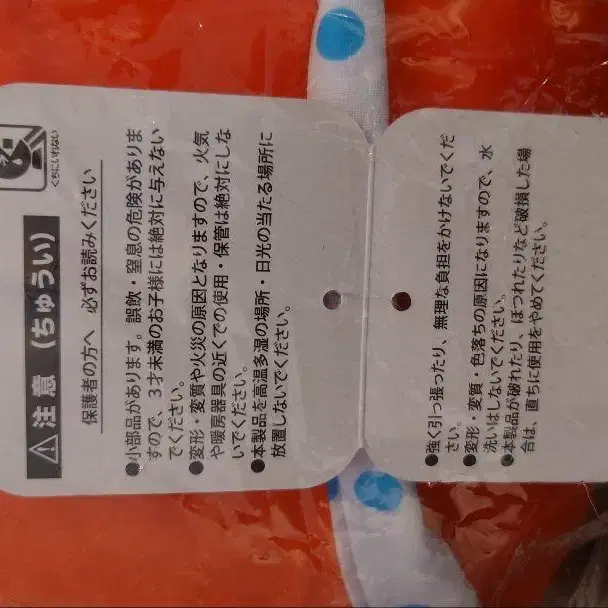 くちにいれない
注意（ちゅうい）
保護者の方へ　必ずお読みください
●小部品があります。誤飲・窒息の危険がありま
すので、3才未満のお子様には絶対に与えない
でください。
●変形・変質や火災の原因となりますので、火気
や暖房器具の近くでの使用・保管は絶対にしな
いでください。
●本製品を高温多湿の場所・日光の当たる場所に
放置しないでください。
●強く引っ張ったり、無理な負担をかけないでくだ
さい。
●変形・変質・色落ちの原因になりますので、水
洗いはしないでください。
●本製品が破れたり、ほつれたりなど破損した場
合は、直ちに使用をやめてください。